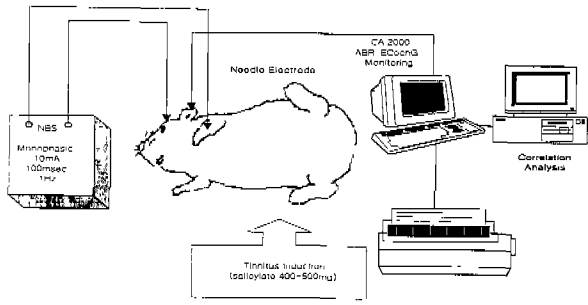 CA 2000
ABR ECochG
Monitoring
Needle Electrode
NBS
Monophasic
10mA
100msec
1Hz
Correlation
Analysis
Tinnitus Induction
(salicylate 400-500mg)